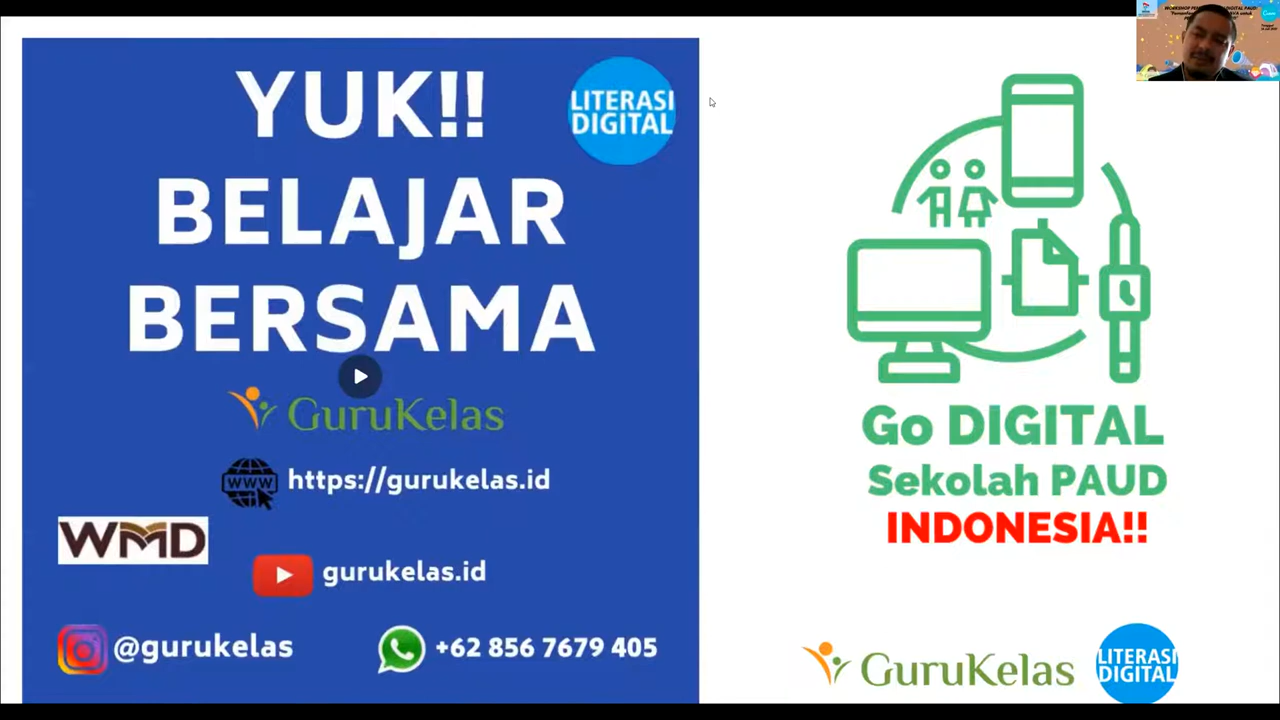 YUK!!
LITERASI
DIGITAL
BELAJAR
BERSAMA
GuruKelas
WWW
https://gurukelas.id
WMD
gurukelas.id
@gurukelas
+62 856 7679 405
Go DIGITAL
Sekolah PAUD
INDONESIA!!
GuruKelas
LITERASI
DIGITAL